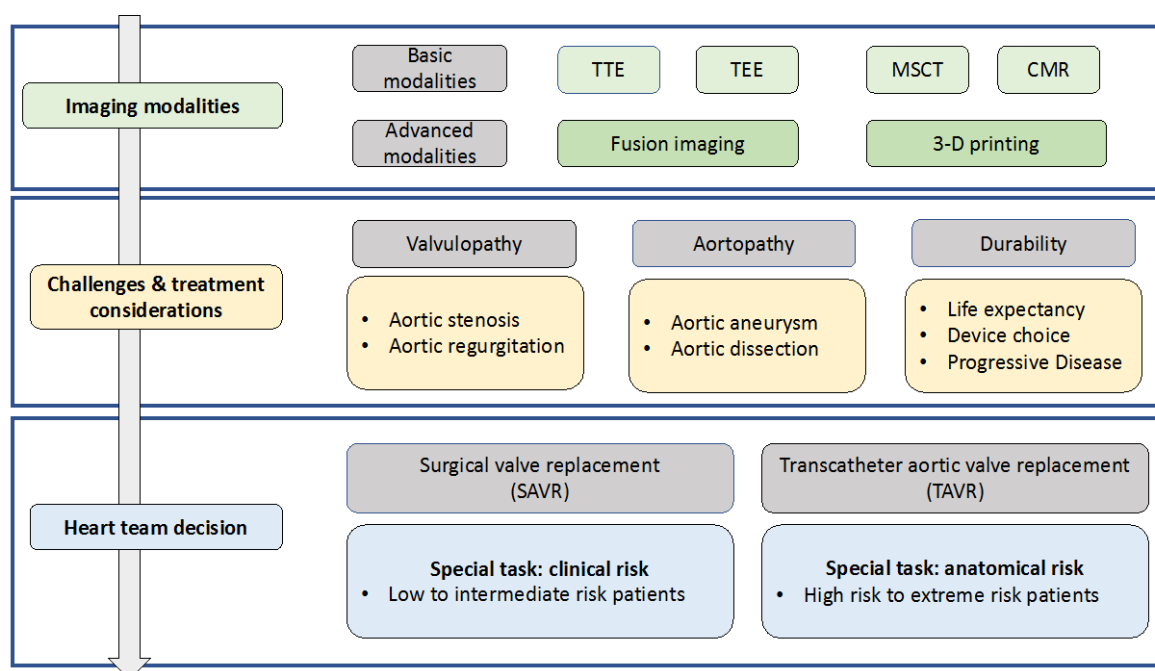 Imaging modalities
Basic
modalities
TTE
TEE
MSCT
CMR
Advanced
modalities
Fusion imaging
3-D printing
Challenges & treatment
considerations
Valvulopathy
• Aortic stenosis
• Aortic regurgitation
Aortopathy
• Aortic aneurysm
• Aortic dissection
Durability
• Life expectancy
• Device choice
• Progressive Disease
Heart team decision
Surgical valve replacement
(SAVR)
Special task: clinical risk
• Low to intermediate risk patients
Transcatheter aortic valve replacement
(TAVR)
Special task: anatomical risk
• High risk to extreme risk patients